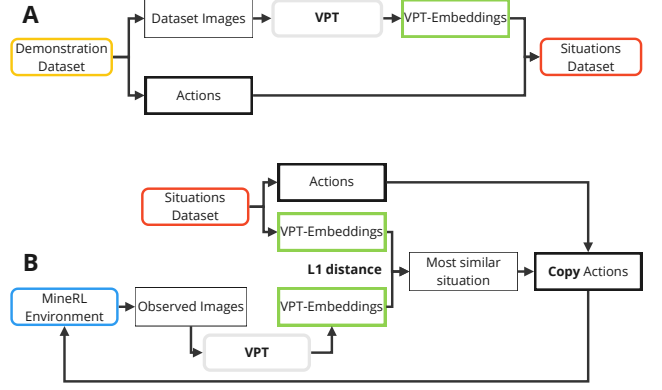 A
Dataset Images
VPT
VPT-Embeddings
Demonstration
Dataset
Situations
Dataset
Actions
Actions
Situations
Dataset
VPT-Embeddings
B
L1 distance
Most similar
situation
Copy Actions
MineRL
Environment
Observed Images
VPT-Embeddings
VPT